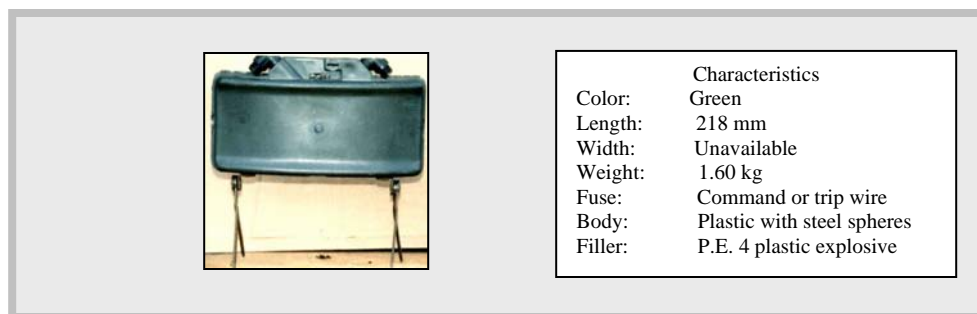 Characteristics
Color: Green
Length: 218 mm
Width: Unavailable
Weight: 1.60 kg
Fuse: Command or trip wire
Body: Plastic with steel spheres
Filler: P.E. 4 plastic explosive